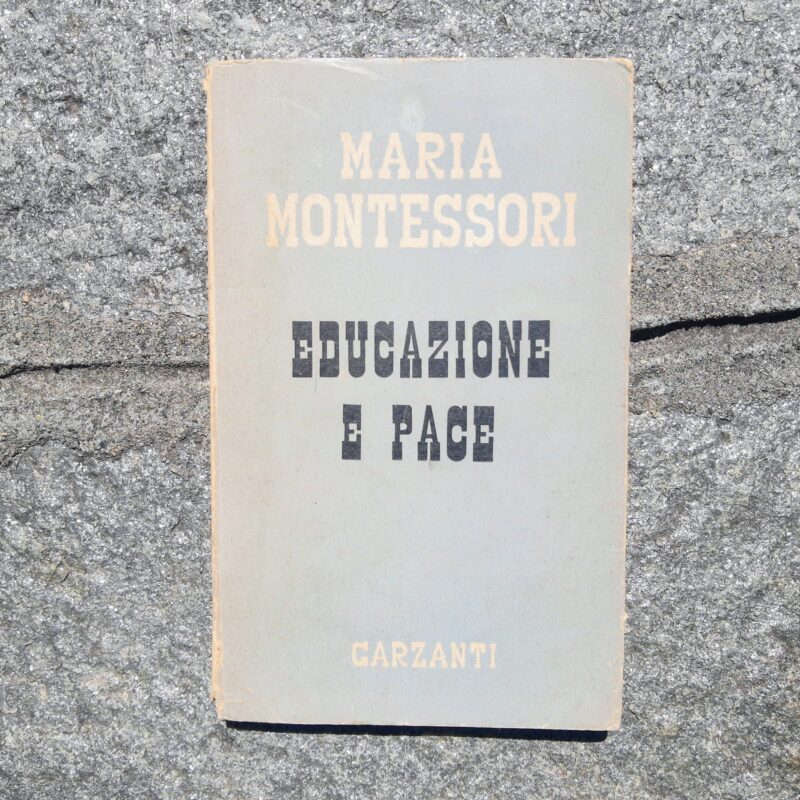 MARIA
MONTESSORI
EDUCAZIONE
E PACE
GARZANTI